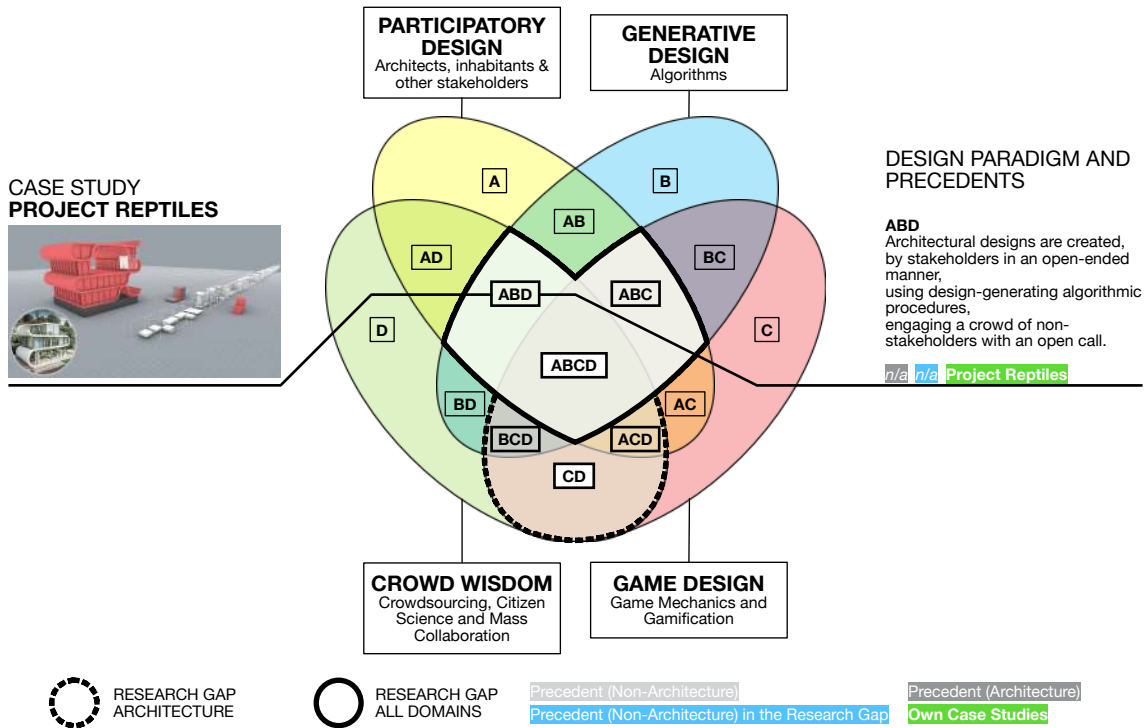 PARTICIPATORY
DESIGN
Architects, inhabitants &
other stakeholders
GENERATIVE
DESIGN
Algorithms
CASE STUDY
PROJECT REPTILES
DESIGN PARADIGM AND
PRECEDENTS
ABD
Architectural designs are created,
by stakeholders in an open-ended
manner,
using design-generating algorithmic
procedures,
engaging a crowd of non-
stakeholders with an open call.
n/a n/a Project Reptiles
A
B
AB
AD
BC
ABD
ABC
D
C
ABCD
BD
AC
BCD
ACD
CD
CROWD WISDOM
Crowdsourcing, Citizen
Science and Mass
Collaboration
GAME DESIGN
Game Mechanics and
Gamification
RESEARCH GAP
ARCHITECTURE
RESEARCH GAP
ALL DOMAINS
Precedent (Non-Architecture)
Precedent (Non-Architecture) in the Research Gap
Precedent (Architecture)
Own Case Studies